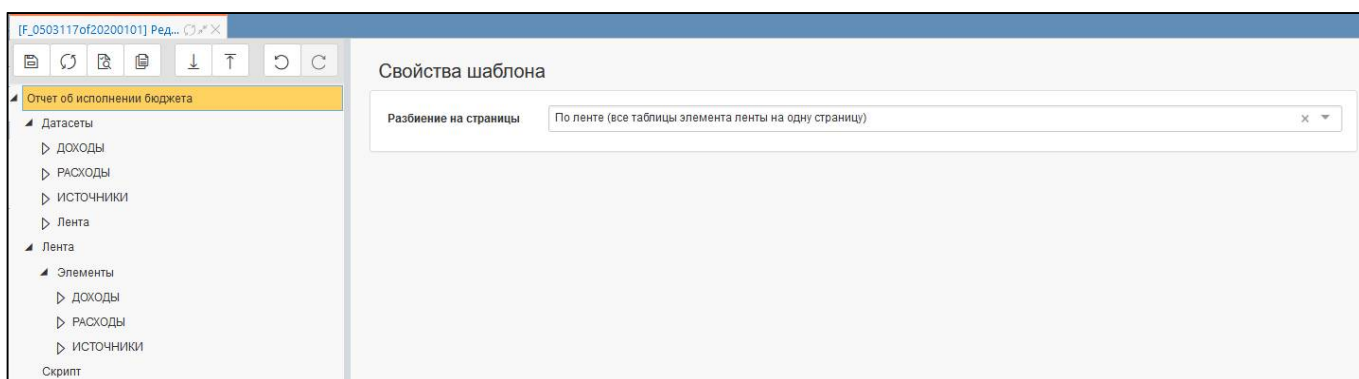 [F_0503117of20200101] Ред...
Отчет об исполнении бюджета
Датасеты
ДОХОДЫ
РАСХОДЫ
ИСТОЧНИКИ
Лента
Лента
Элементы
ДОХОДЫ
РАСХОДЫ
ИСТОЧНИКИ
Скрипт
Свойства шаблона
Разбиение на страницы
По ленте (все таблицы элемента ленты на одну страницу)